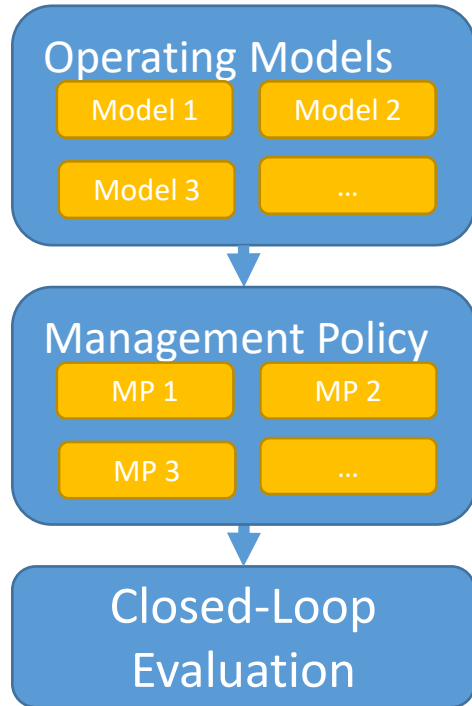 Operating Models
Model 1 Model 2
Model 3 ...
Management Policy
MP 1 MP 2
MP 3 ...
Closed-Loop
Evaluation